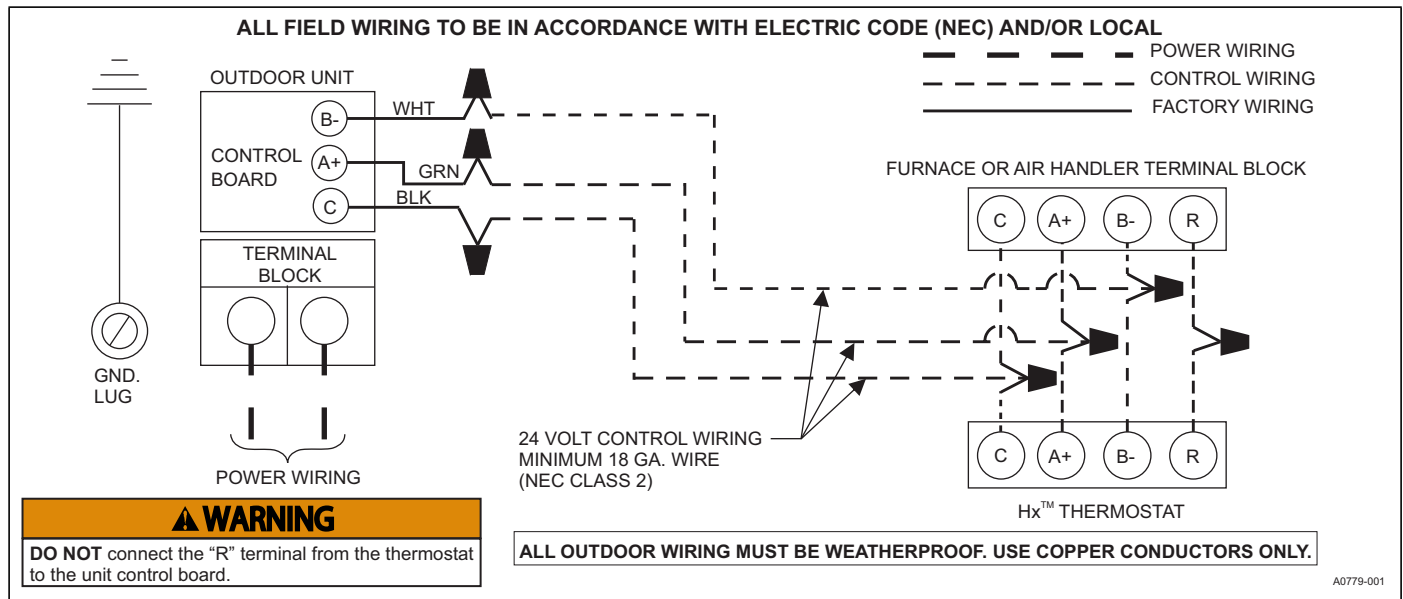 ALL FIELD WIRING TO BE IN ACCORDANCE WITH ELECTRIC CODE (NEC) AND/OR LOCAL
POWER WIRING
CONTROL WIRING
FACTORY WIRING
OUTDOOR UNIT
B-
WHT
CONTROL
BOARD
A+
GRN
C
BLK
TERMINAL
BLOCK
GND.
LUG
POWER WIRING
FURNACE OR AIR HANDLER TERMINAL BLOCK
C A+ B- R
24 VOLT CONTROL WIRING
MINIMUM 18 GA. WIRE
(NEC CLASS 2)
C A+ B- R
Hx™ THERMOSTAT
WARNING
DO NOT connect the “R” terminal from the thermostat
to the unit control board.
ALL OUTDOOR WIRING MUST BE WEATHERPROOF. USE COPPER CONDUCTORS ONLY.
A0779-001